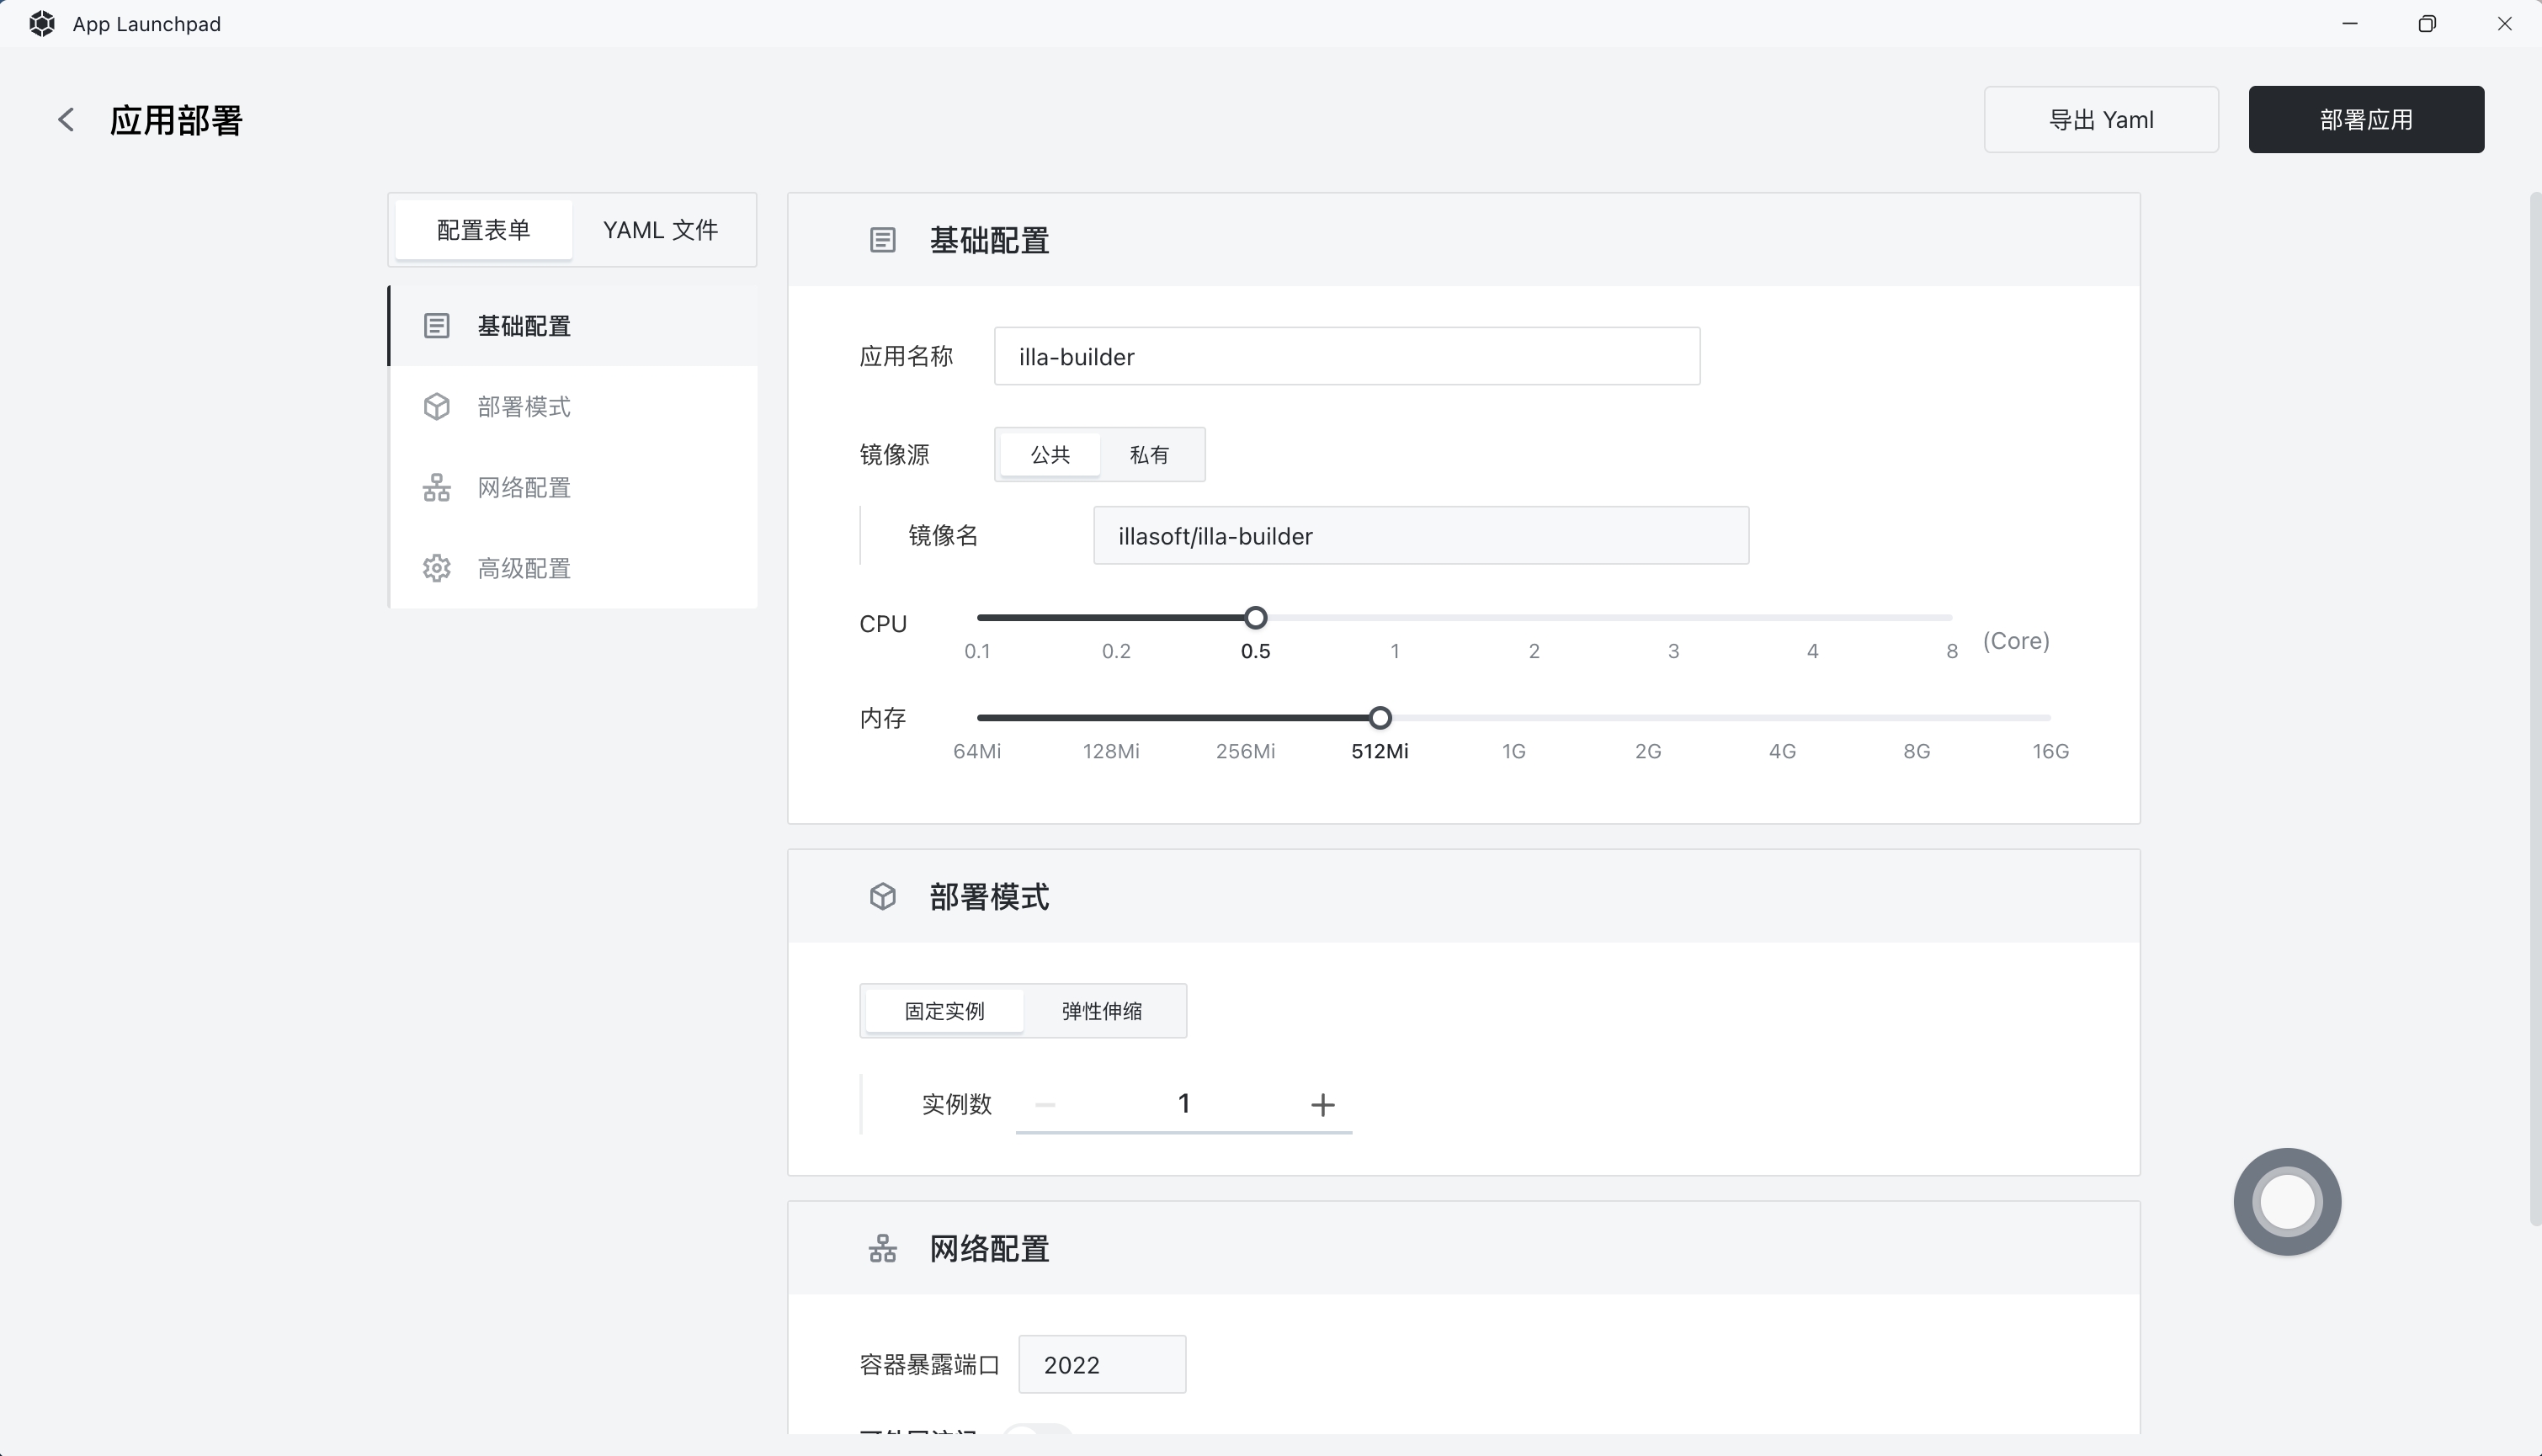 App Launchpad
应用部署
导出 Yaml
部署应用
配置表单
YAML 文件
基础配置
部署模式
网络配置
高级配置
基础配置
应用名称
illa-builder
镜像源
公共
私有
镜像名
illasoft/illa-builder
CPU
0.1 0.2 0.5 1 2 3 4 8 (Core)
内存
64Mi 128Mi 256Mi 512Mi 1G 2G 4G 8G 16G
部署模式
固定实例
弹性伸缩
实例数
1
网络配置
容器暴露端口
2022